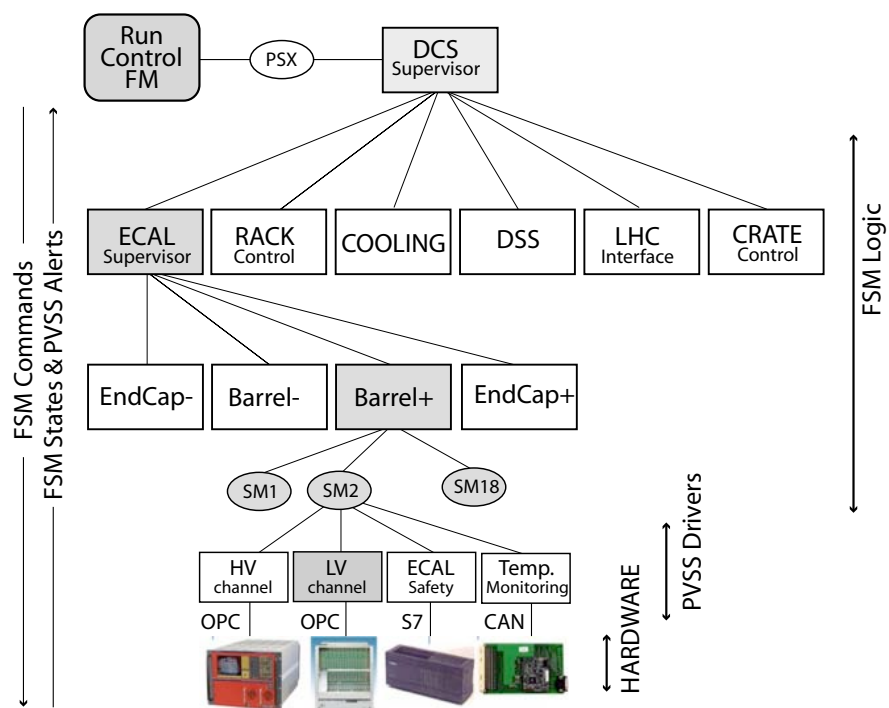 Run
Control
FM
PSX
DCS
Supervisor
ECAL
Supervisor
RACK
Control
COOLING
DSS
LHC
Interface
CRATE
Control
EndCap-
Barrel-
Barrel+
EndCap+
SM1
SM2
SM18
HV
channel
LV
channel
ECAL
Safety
Temp.
Monitoring
OPC
OPC
S7
CAN
FSM Commands
FSM States & PVSS Alerts
FSM Logic
PVSS Drivers
HARDWARE